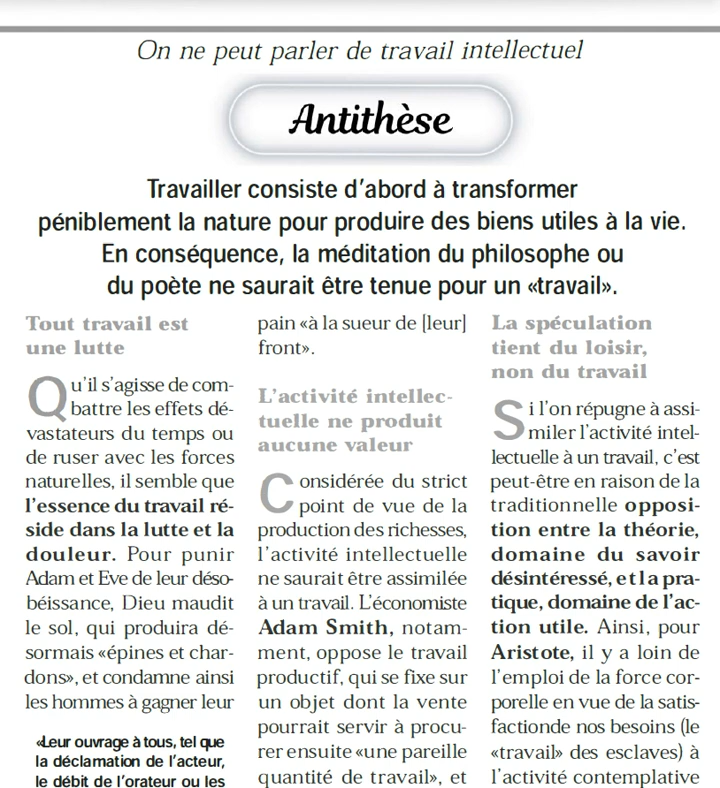 On ne peut parler de travail intellectuel
Antithèse
Travailler consiste d'abord à transformer
péniblement la nature pour produire des biens utiles à la vie.
En conséquence, la méditation du philosophe ou
du poète ne saurait être tenue pour un «travail».
Tout travail est
une lutte
Qu'il s'agisse de com-
battre les effets dé-
vastateurs du temps ou
de ruser avec les forces
naturelles, il semble que
l'essence du travail ré-
side dans la lutte et la
douleur. Pour punir
Adam et Eve de leur déso-
béissance, Dieu maudit
le sol, qui produira dé-
sormais «épines et char-
dons», et condamne ainsi
les hommes à gagner leur
«Leur ouvrage à tous, tel que
la déclamation de l'acteur,
le débit de l'orateur ou les
pain «à la sueur de [leur]
front».
L'activité intellec-
tuelle ne produit
aucune valeur
Considérée du strict
point de vue de la
production des richesses,
l'activité intellectuelle
ne saurait être assimilée
à un travail. L'économiste
Adam Smith, notam-
ment, oppose le travail
productif, qui se fixe sur
un objet dont la vente
pourrait servir à procu-
rer ensuite «une pareille
quantité de travail», et
La spéculation
tient du loisir,
non du travail
Si l'on répugne à assi-
miler l'activité intel-
lectuelle à un travail, c'est
peut-être en raison de la
traditionnelle opposi-
tion entre la théorie,
domaine du savoir
désintéressé, et la pra-
tique, domaine de l'ac-
tion utile. Ainsi, pour
Aristote, il y a loin de
l'emploi de la force cor-
porelle en vue de la satis-
factionde nos besoins (le
«travail» des esclaves) à
l'activité contemplative